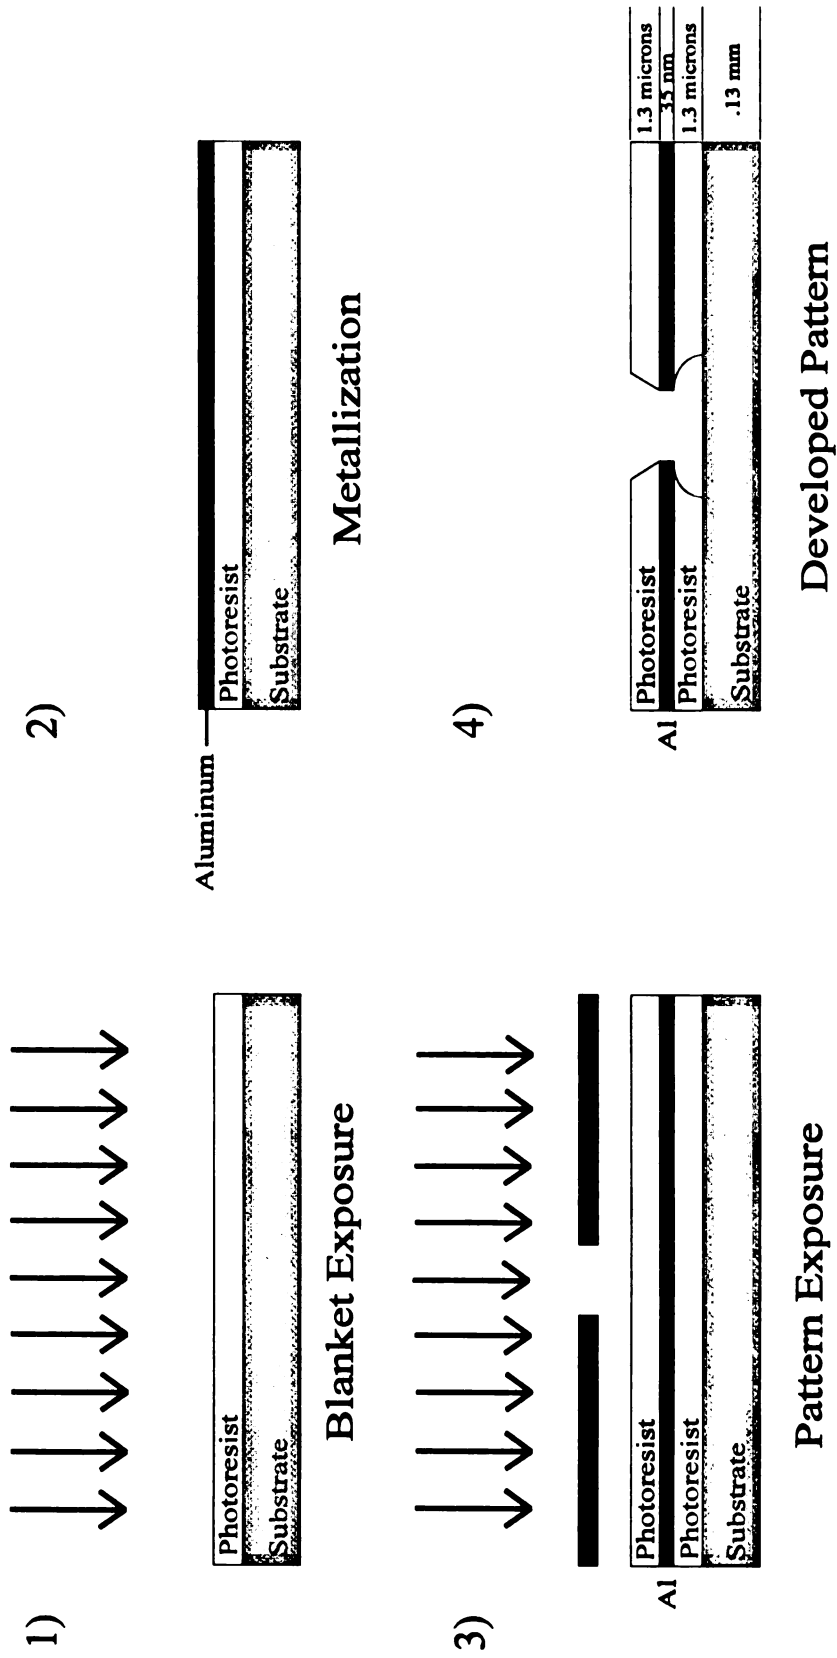 1)
Photoresist
Substrate
Blanket Exposure
2)
Aluminum
Photoresist
Substrate
Metallization
3)
Photoresist
Al
Photoresist
Substrate
Pattern Exposure
4)
Photoresist
Al
Photoresist
Substrate
1.3 microns
35 nm
1.3 microns
.13 mm
Developed Pattern